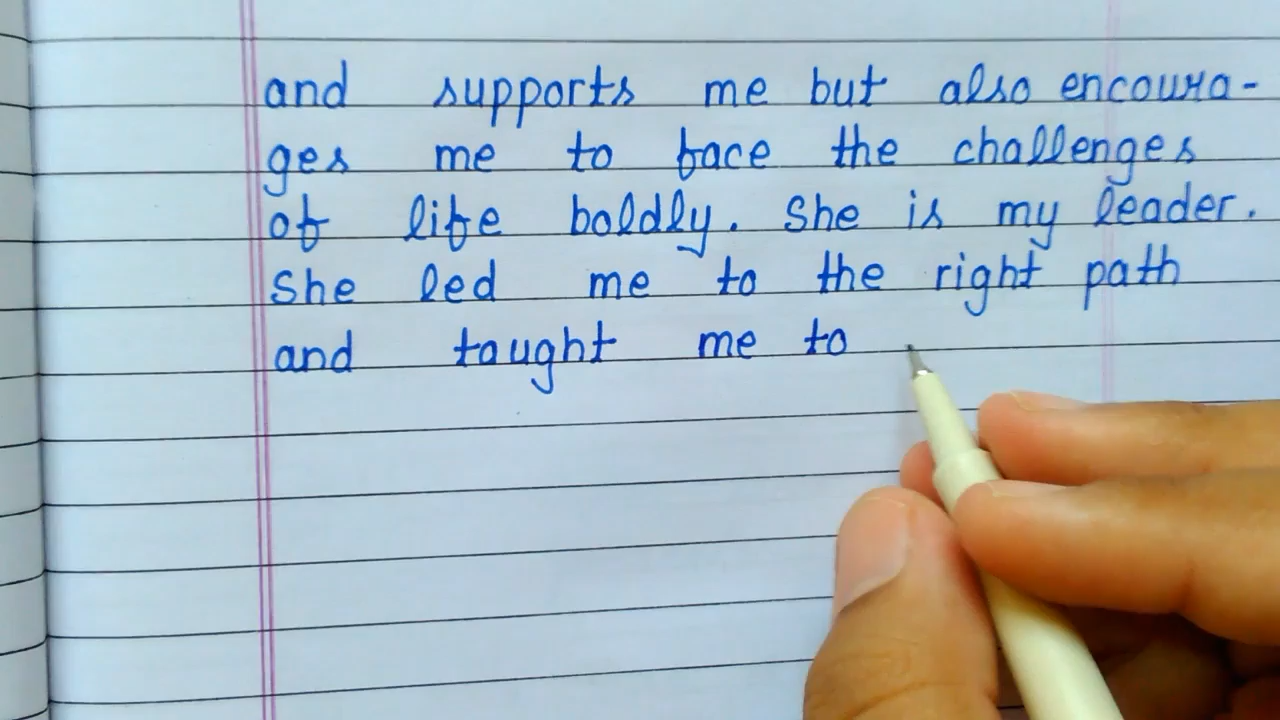 and supports me but also encoura-
ges me to face the challenges
of life boldly. She is my leader.
She led me to the right path
and taught me to